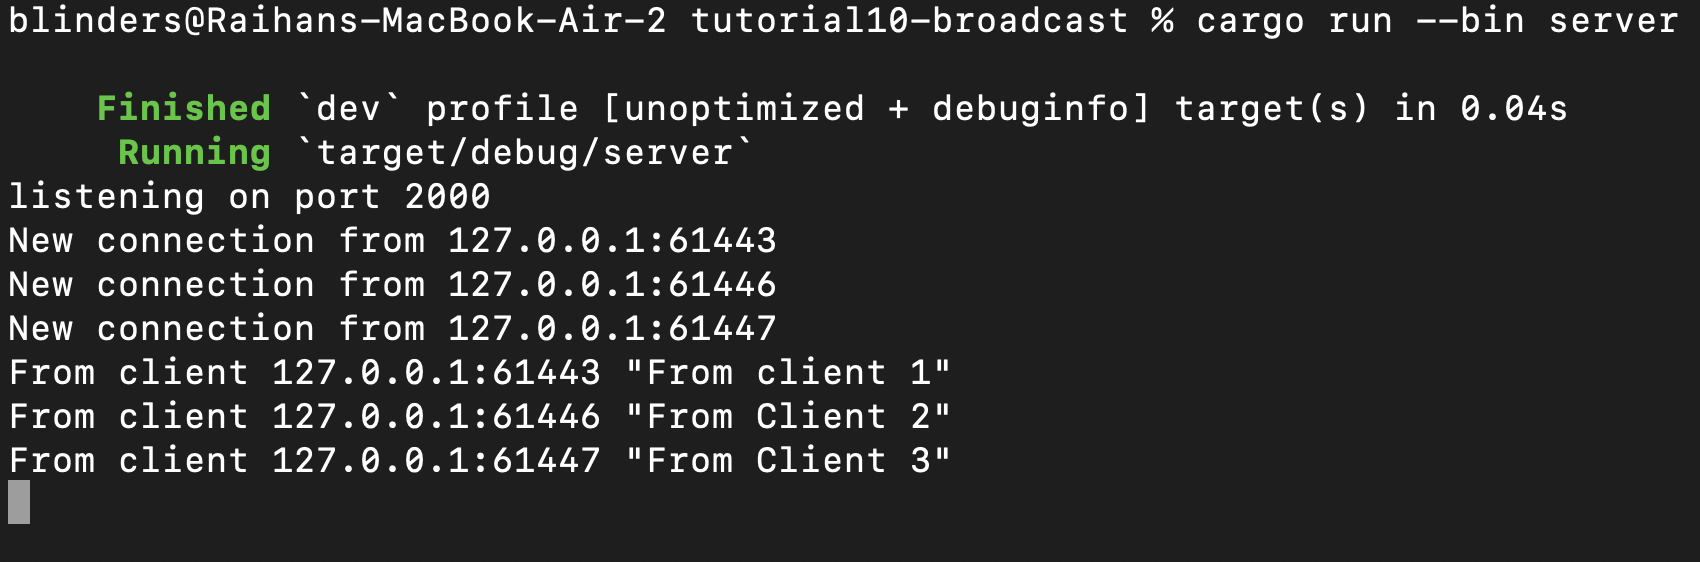 blinders@Raihans-MacBook-Air-2 tutorial10-broadcast % cargo run --bin server
Finished `dev` profile [unoptimized + debuginfo] target(s) in 0.04s
Running `target/debug/server`
listening on port 2000
New connection from 127.0.0.1:61443
New connection from 127.0.0.1:61446
New connection from 127.0.0.1:61447
From client 127.0.0.1:61443 "From client 1"
From client 127.0.0.1:61446 "From Client 2"
From client 127.0.0.1:61447 "From Client 3"